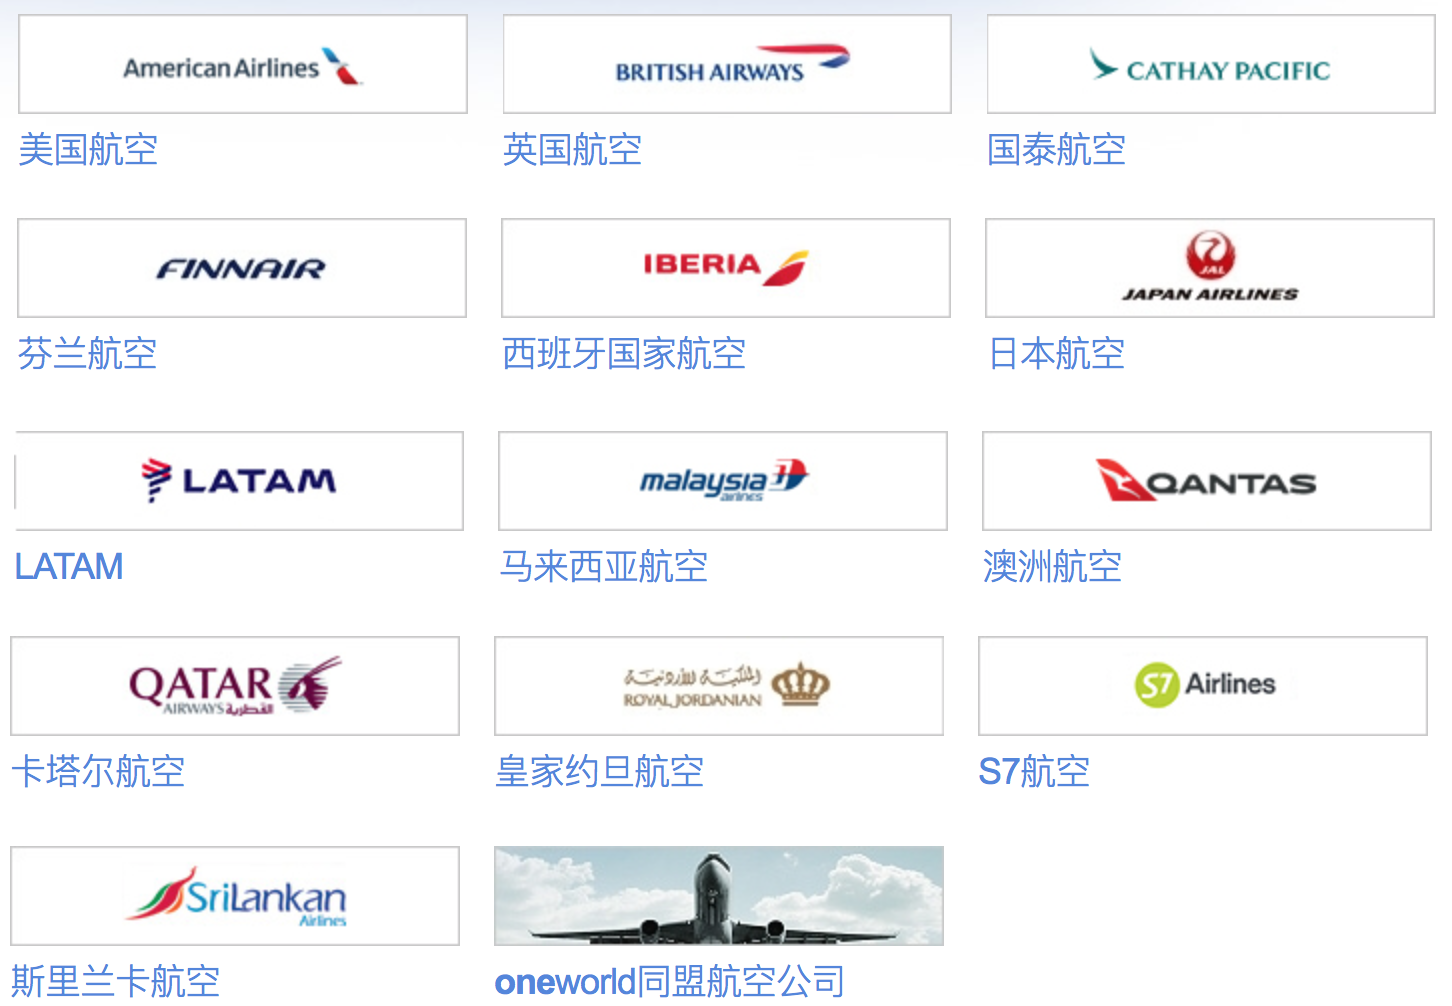 American Airlines
BRITISH AIRWAYS
CATHAY PACIFIC
美国航空
英国航空
国泰航空
FINNAIR
IBERIA
JAL
JAPAN AIRLINES
芬兰航空
西班牙国家航空
日本航空
LATAM
malaysia
airlines
QANTAS
LATAM
马来西亚航空
澳洲航空
QATAR
AIRWAYS القطرية
الملكية الأردنية
ROYAL JORDANIAN
S7 Airlines
卡塔尔航空
皇家约旦航空
S7航空
SriLankan
Airlines
斯里兰卡航空
oneworld同盟航空公司